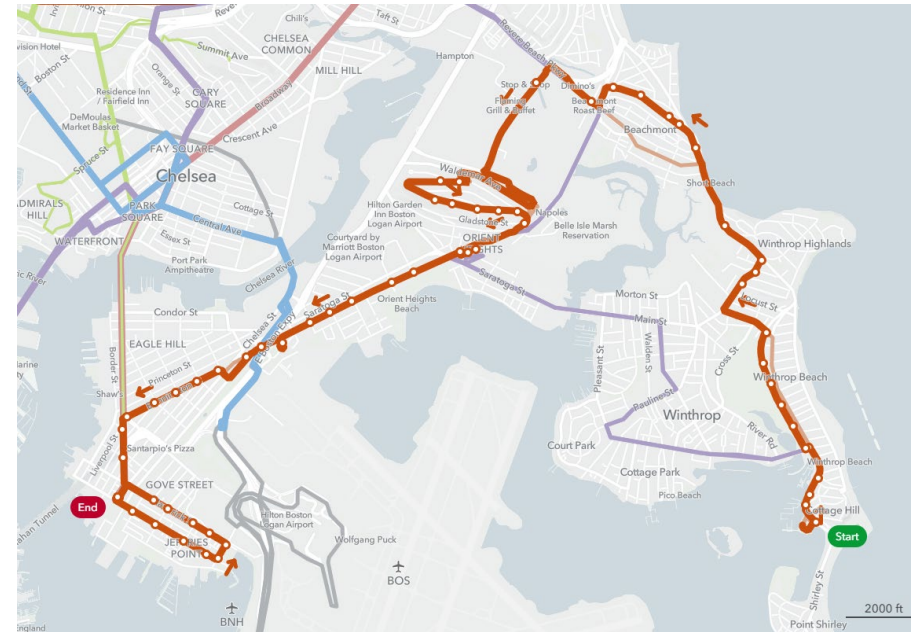 Chili's
Taft St
Revere Beach Pkwy
vision Hotel
Boston St
Summit Ave
CHELSEA
COMMON
MILL HILL
Hampton
Orange St
Residence Inn
/ Fairfield Inn
CARY
SQUARE
Broadway
Stop & Shop
Dimino's
Flaming
Grill & Buffet
Beachmont
Roast Beef
Beachmont
DeMoulas
Market Basket
Crescent Ave
Spruce St
FAY SQUARE
Chelsea
Waldemar Ave
Short Beach
ADMIRALS
HILL
PARK
SQUARE
Cottage St
Central Ave
Hilton Garden
Inn Boston
Logan Airport
Gladstone St
Napoles
Belle Isle Marsh
Reservation
WATERFRONT
Essex St
Courtyard by
Marriott Boston
Logan Airport
ORIENT
HEIGHTS
Winthrop Highlands
Port Park
Ampitheatre
Chelsea River
Saratoga St
Orient Heights
Beach
Saratoga St
Morton St
Locust St
Condor St
Chelsea St
E Boston Expy
Main St
EAGLE HILL
Border St
Princeton St
Pleasant St
Walden St
Cross St
Winthrop Beach
Shaw's
Pauline St
Winthrop
River Rd
Liverpool St
Santarpio's Pizza
Court Park
Winthrop Beach
GOVE STREET
Cottage Park
Pico Beach
Cottage Hill
End
Hilton Boston
Logan Airport
Wolfgang Puck
Start
JEFFRIES
POINT
BOS
BNH
Shirley St
2000 ft
Point Shirley